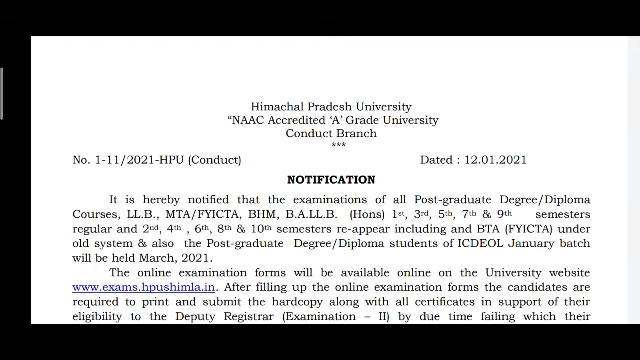 Himachal Pradesh University
"NAAC Accredited 'A' Grade University
Conduct Branch
***
No. 1-11/2021-HPU (Conduct) Dated : 12.01.2021
NOTIFICATION
It is hereby notified that the examinations of all Post-graduate Degree/Diploma
Courses, LL.B., MTA/FYICTA, BHM, B.A.LL.B. (Hons) 1st, 3rd, 5th, 7th & 9th semesters
regular and 2nd, 4th , 6th, 8th & 10th semesters re-appear including and BTA (FYICTA) under
old system & also the Post-graduate Degree/Diploma students of ICDEOL January batch
will be held March, 2021.
The online examination forms will be available online on the University website
www.exams.hpushimla.in. After filling up the online examination forms the candidates are
required to print and submit the hardcopy along with all certificates in support of their
eligibility to the Deputy Registrar (Examination – II) by due time failing which their